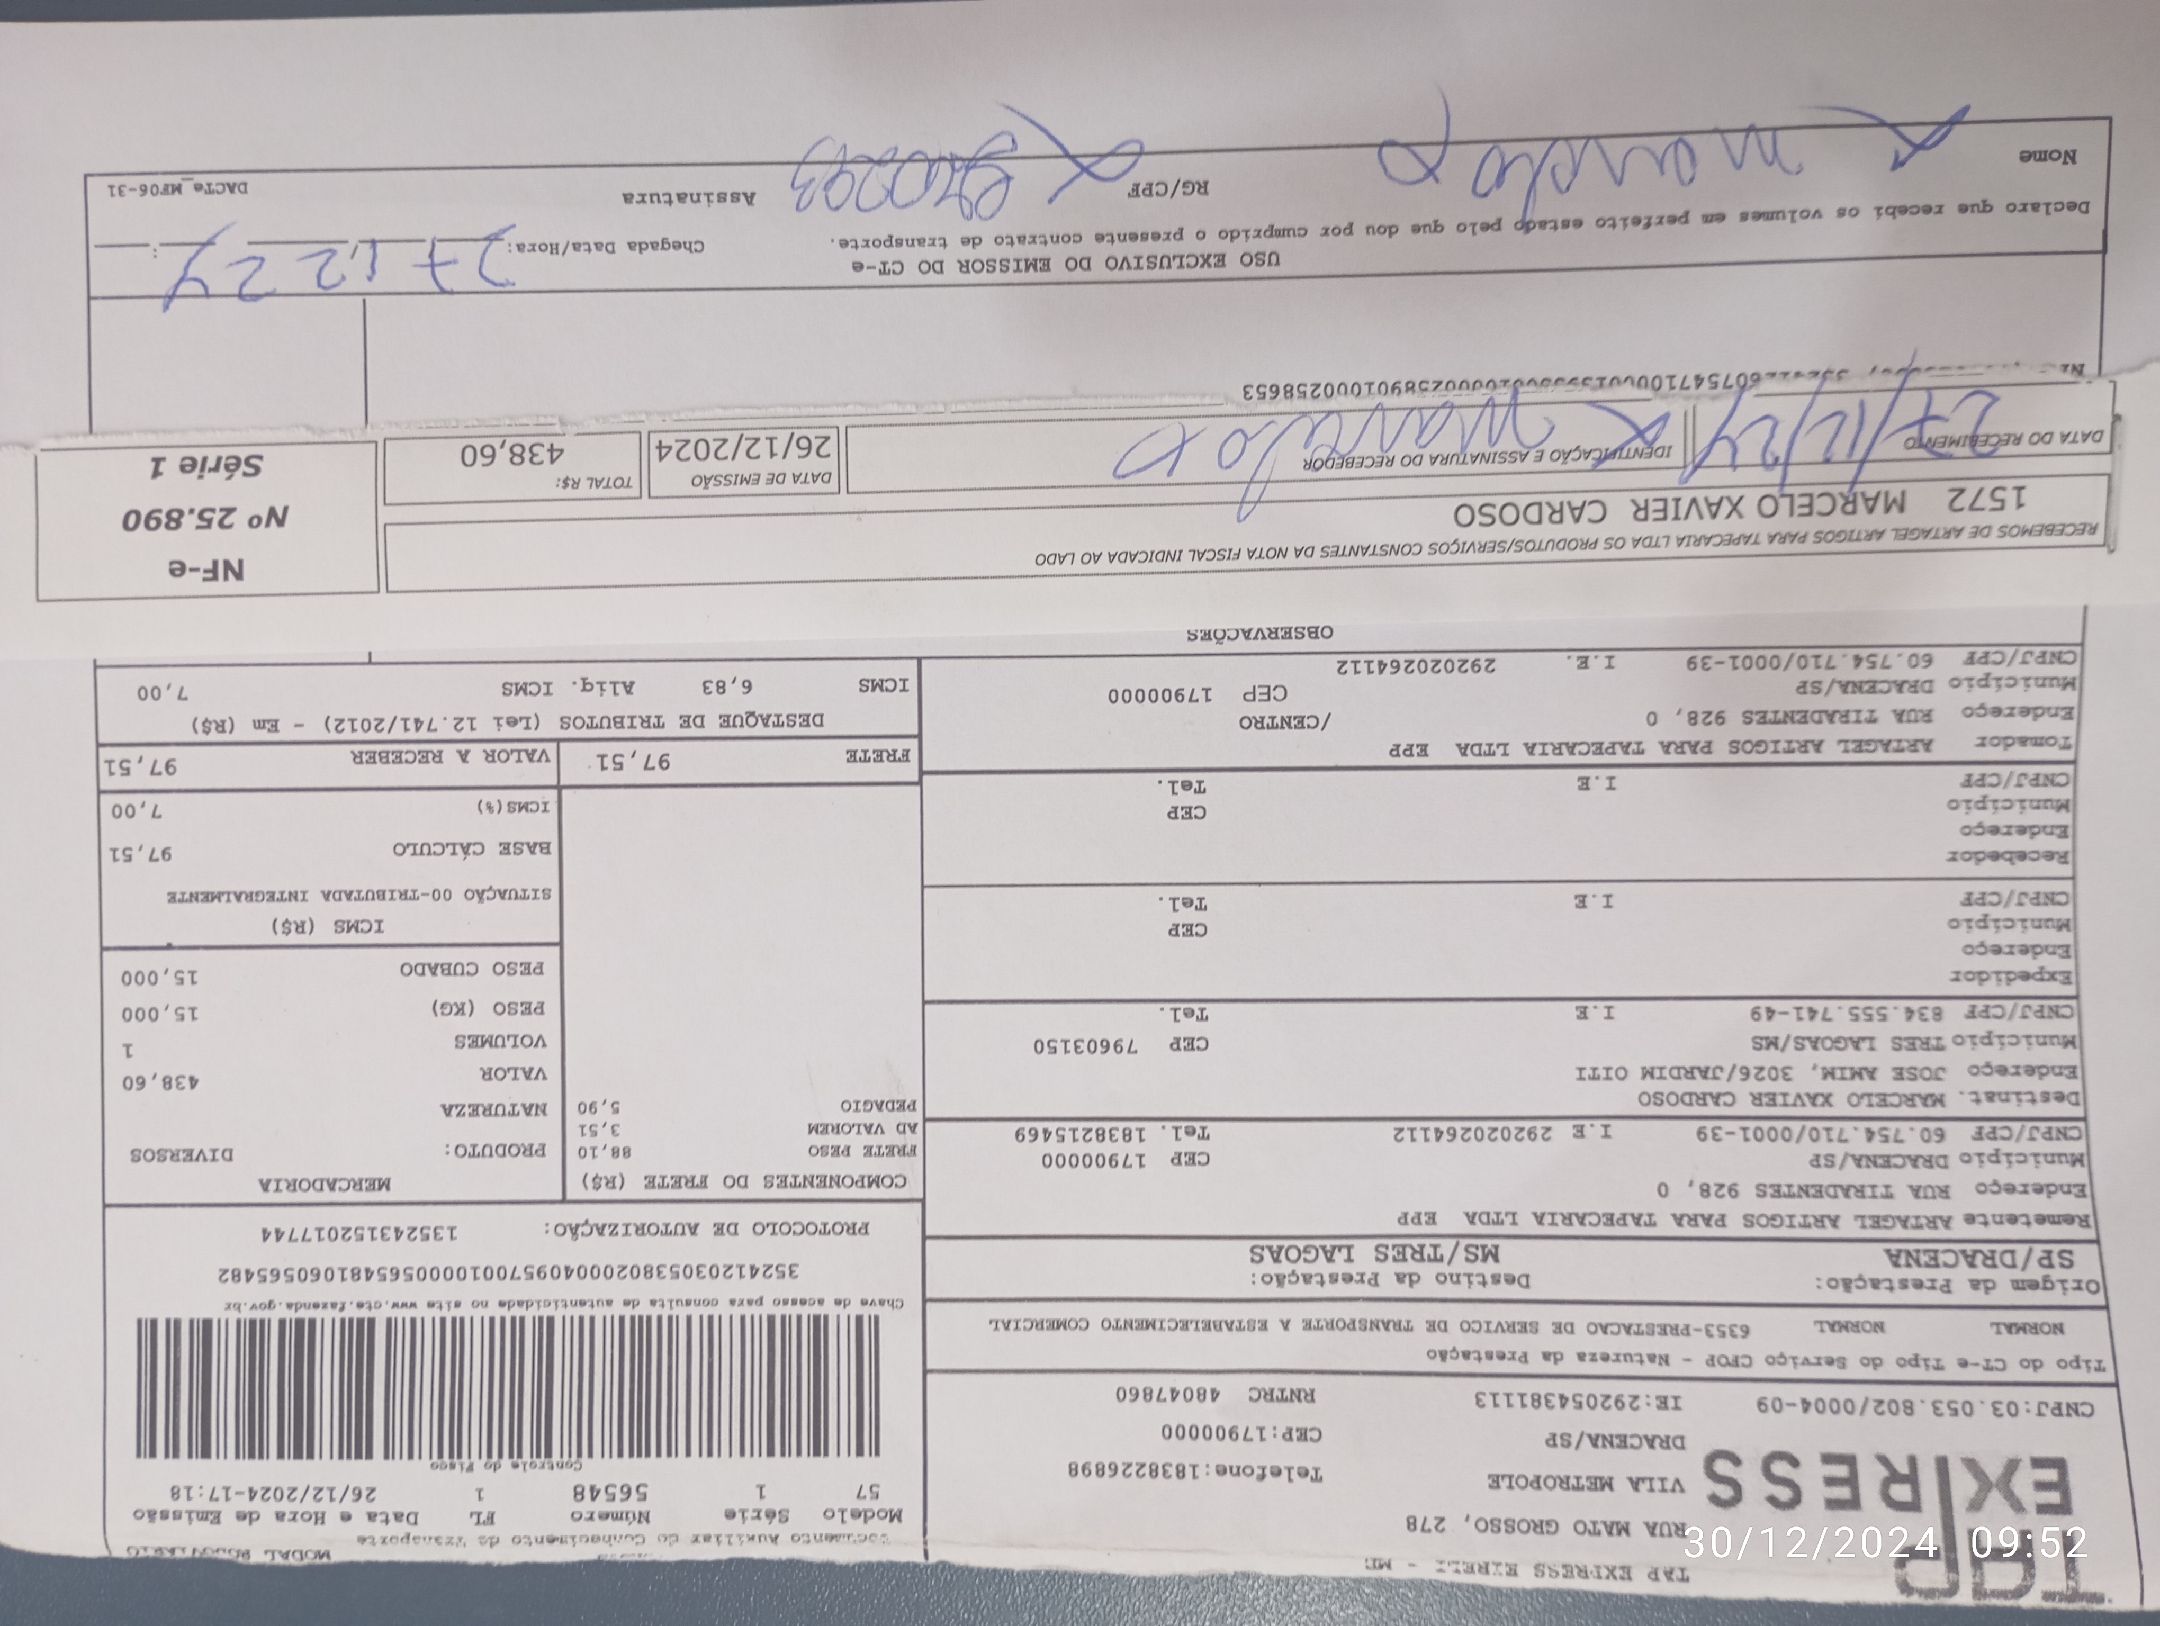 TAP EXPRESS EIRELI - ME
TAP
EXPRESS
RUA MATO GROSSO, 278
VILA METROPOLE Telefone:1838226898
DRACENA/SP CEP:17900000
CNPJ:03.053.802/0004-09 IE:292054381113 RNTRC 48047860
Documento Auxiliar do Conhecimento de Transporte
MODAL
Modelo Série Número FL Data e Hora de Emissão
57 1 56548 1 26/12/2024-17:18
Controle do Fisco
Chave de acesso para consulta de autenticidade no site www.cte.fazenda.gov.br
35241203053802000409570010000565481060565482
PROTOCOLO DE AUTORIZAÇÃO: 135243152017744
Tipo do CT-e Tipo do Serviço CFOP - Natureza da Prestação
NORMAL NORMAL 6353-PRESTACAO DE SERVICO DE TRANSPORTE A ESTABELECIMENTO COMERCIAL
Origem da Prestação: Destino da Prestação:
SP/DRACENA MS/TRES LAGOAS
Remetente ARTAGEL ARTIGOS PARA TAPECARIA LTDA EPP
Endereço RUA TIRADENTES 928, 0
Município DRACENA/SP CEP 17900000
CNPJ/CPF 60.754.710/0001-39 I.E 292020264112 Tel. 1838215469
Destinat. MARCELO XAVIER CARDOSO
Endereço JOSE AMIM, 3026/JARDIM OITI
Município TRES LAGOAS/MS CEP 79603150
CNPJ/CPF 834.555.741-49 I.E Tel.
Expedidor
Endereço
Município CEP
CNPJ/CPF I.E Tel.
Recebedor
Endereço
Município CEP
CNPJ/CPF I.E Tel.
Tomador ARTAGEL ARTIGOS PARA TAPECARIA LTDA EPP
Endereço RUA TIRADENTES 928, 0 /CENTRO
Município DRACENA/SP CEP 17900000
CNPJ/CPF 60.754.710/0001-39 I.E. 292020264112
COMPONENTES DO FRETE (R$)
FRETE PESO 88,10
AD VALOREM 3,51
PEDAGIO 5,90
MERCADORIA
PRODUTO: DIVERSOS
NATUREZA
VALOR 438,60
VOLUMES 1
PESO (KG) 15,000
PESO CUBADO 15,000
ICMS (R$)
SITUAÇÃO 00-TRIBUTADA INTEGRALMENTE
BASE CÁLCULO 97,51
ICMS(%) 7,00
FRETE 97,51 VALOR A RECEBER 97,51
DESTAQUE DE TRIBUTOS (Lei 12.741/2012) - Em (R$)
ICMS 6,83 Aliq. ICMS 7,00
OBSERVAÇÕES
RECEBEMOS DE ARTAGEL ARTIGOS PARA TAPECARIA LTDA OS PRODUTOS/SERVIÇOS CONSTANTES DA NOTA FISCAL INDICADA AO LADO
1572 MARCELO XAVIER CARDOSO
DATA DO RECEBIMENTO IDENTIFICAÇÃO E ASSINATURA DO RECEBEDOR DATA DE EMISSÃO TOTAL R$:
27/12/24 x Marcelo X 26/12/2024 438,60
NF-e
Nº 25.890
Série 1
USO EXCLUSIVO DO EMISSOR DO CT-e
Declaro que recebi os volumes em perfeito estado pelo que dou por cumprido o presente contrato de transporte. Chegada Data/Hora: 27 12 24
Nome x Marcelo X RG/CPF x Assinatura
DACTe_MF06-31
30/12/2024 09:52